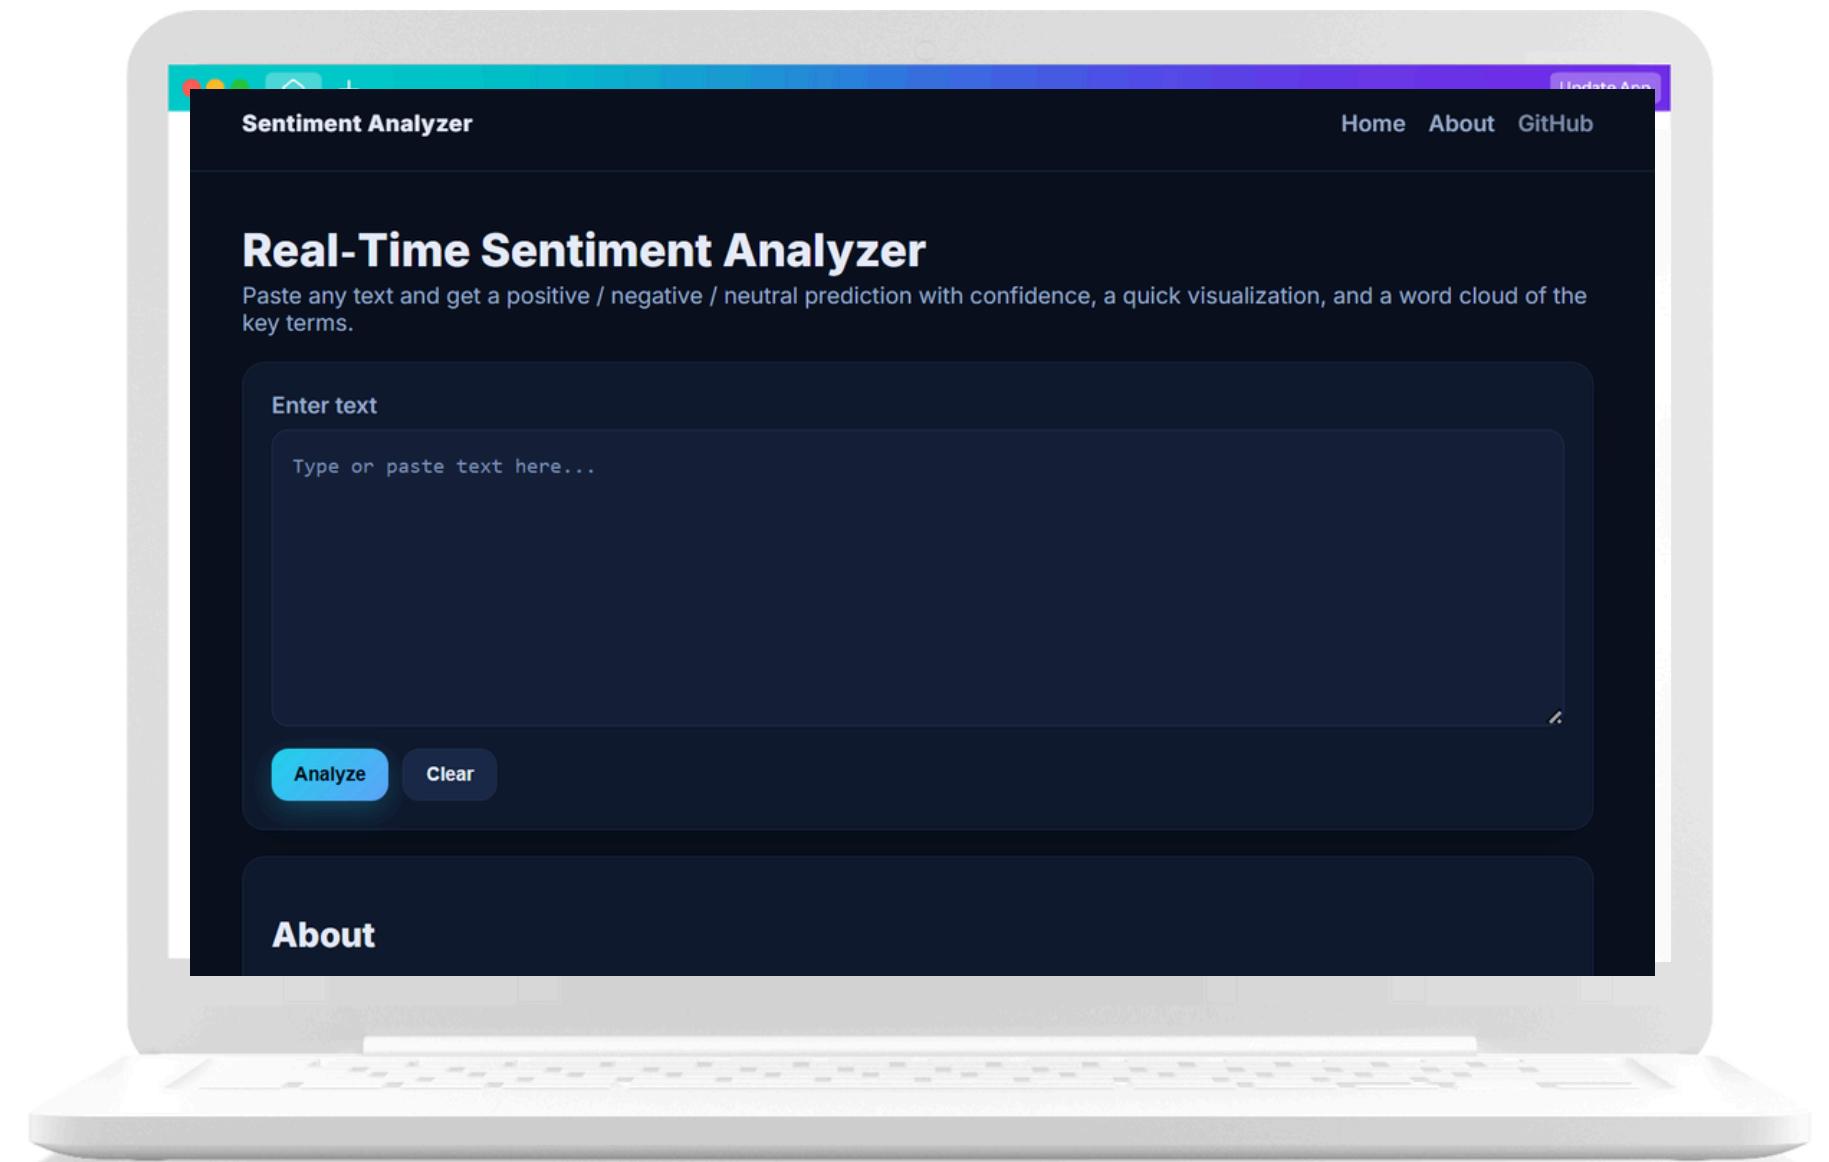 Update App
Sentiment Analyzer
Home About GitHub
Real-Time Sentiment Analyzer
Paste any text and get a positive / negative / neutral prediction with confidence, a quick visualization, and a word cloud of the
key terms.
Enter text
Type or paste text here...
Analyze Clear
About